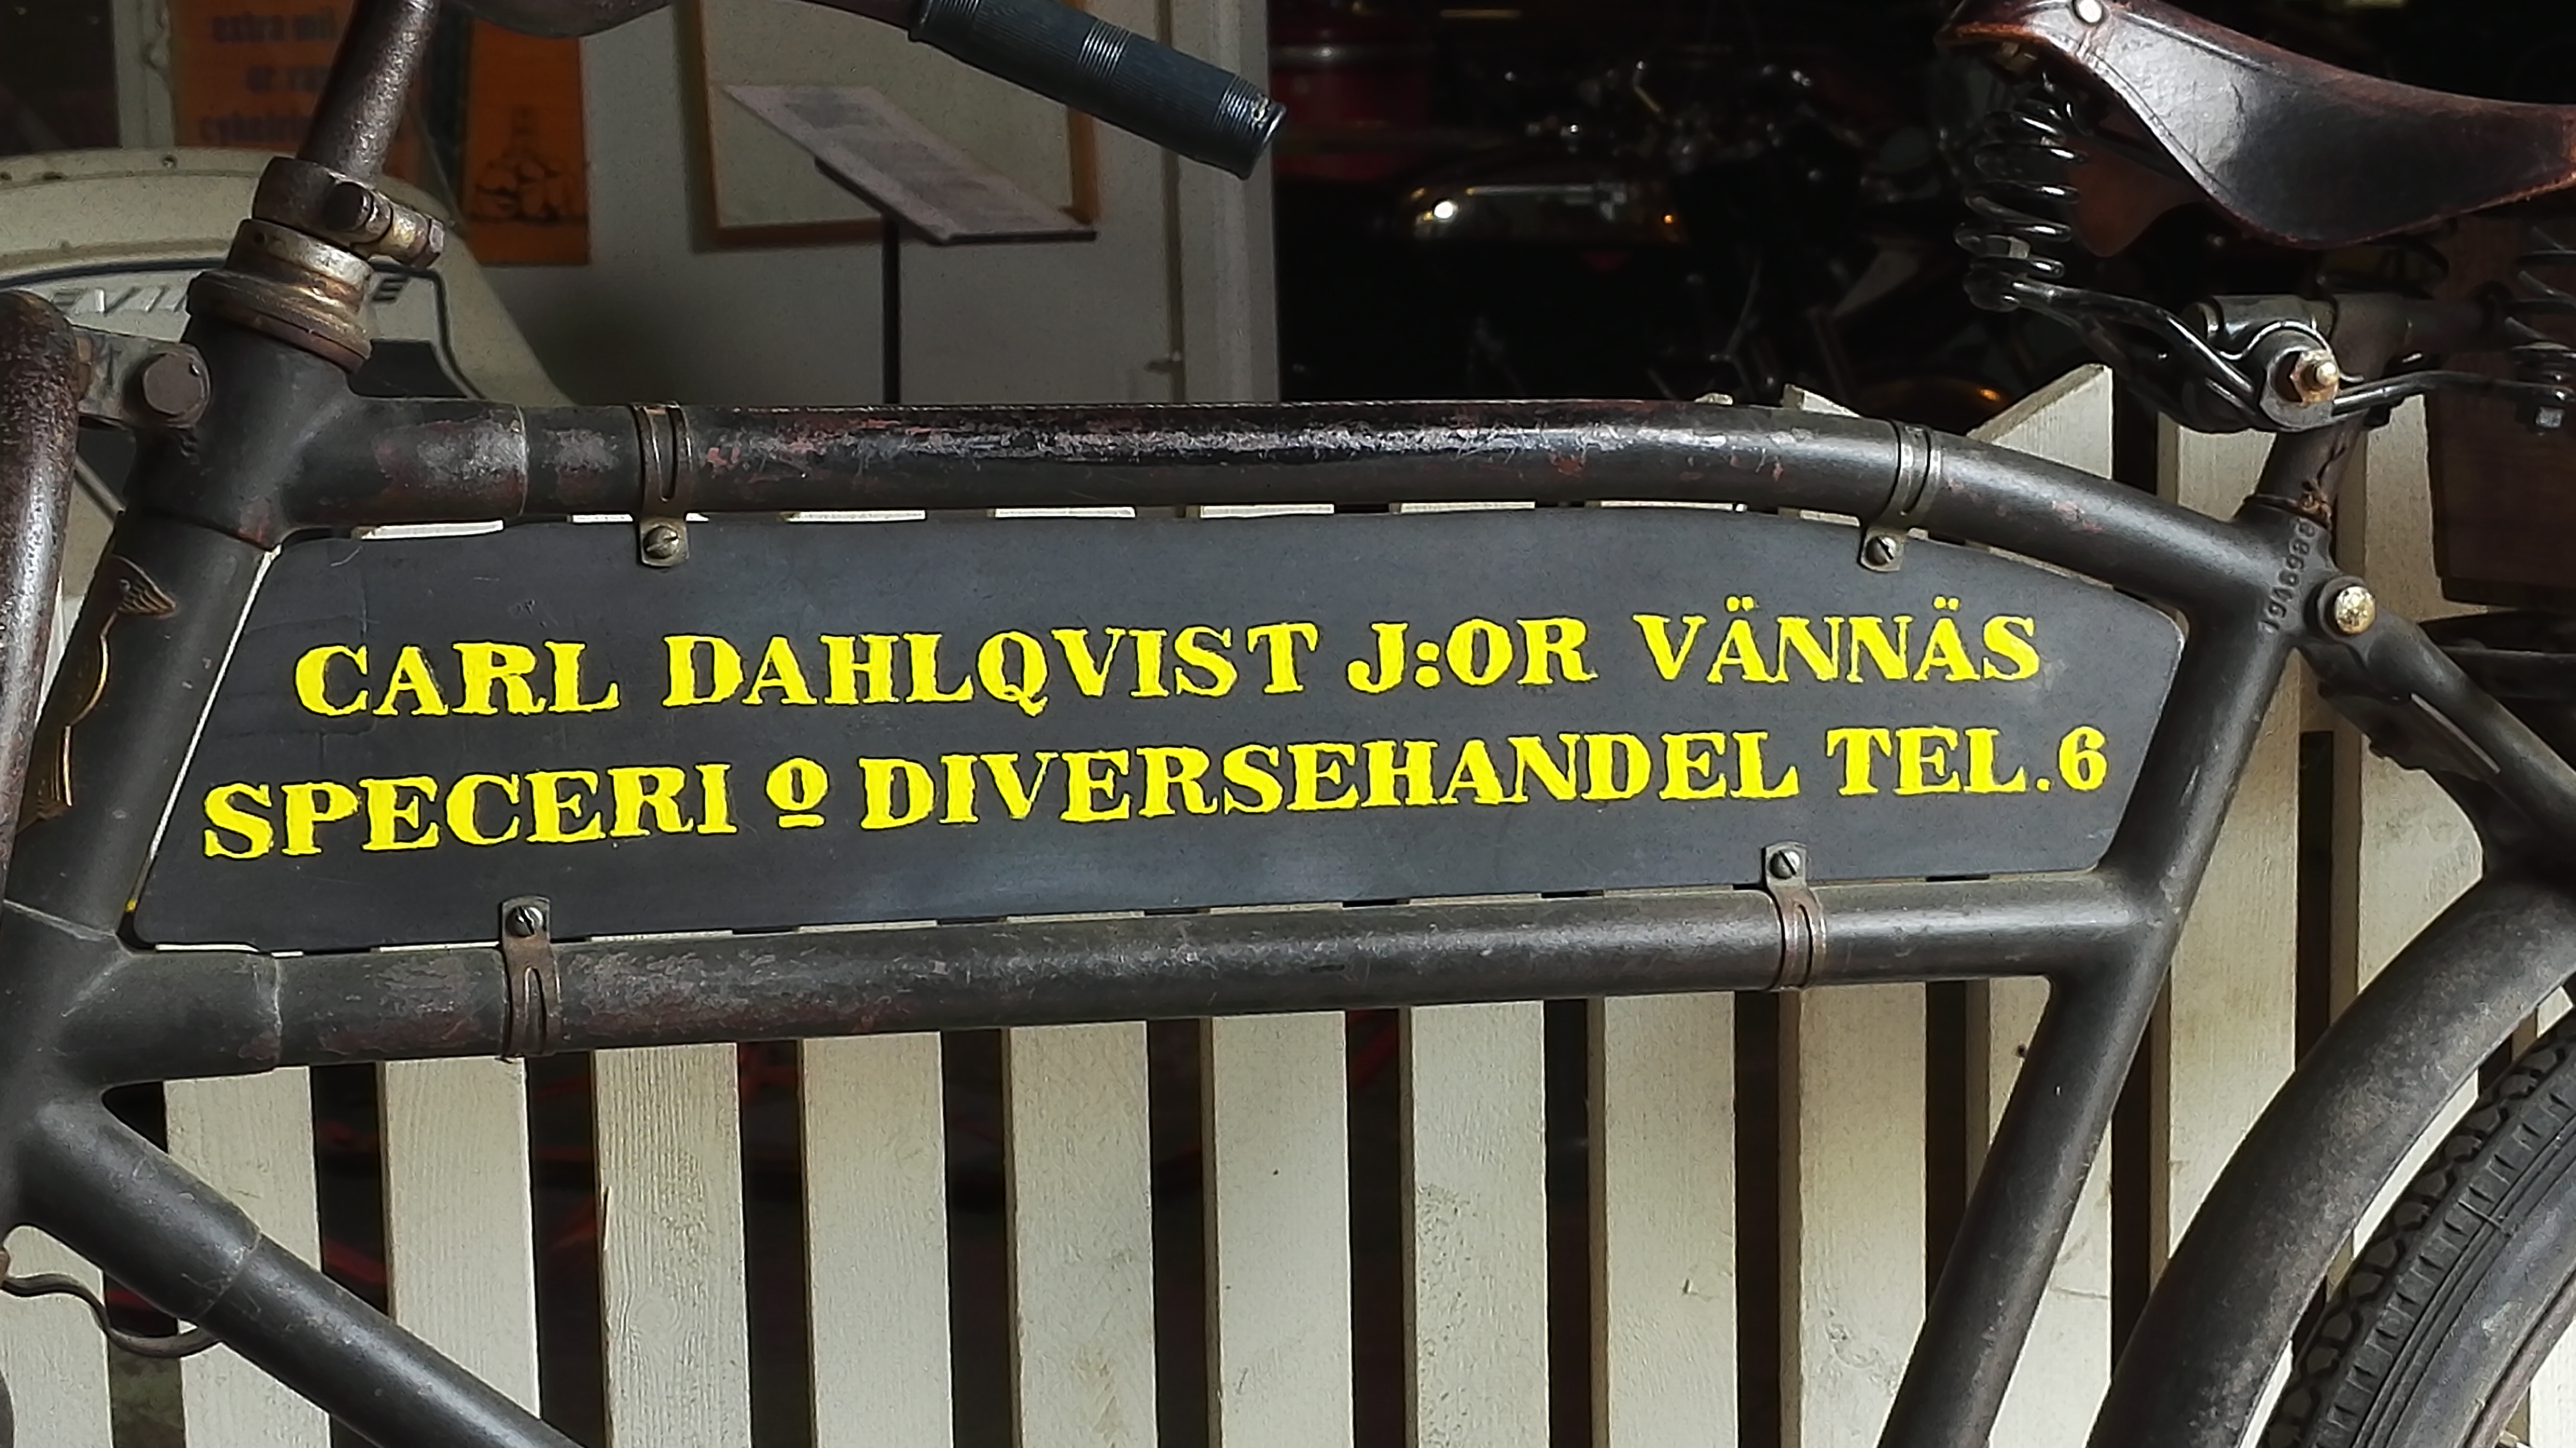 CARL DAHLQVIST J:OR VÄNNÄS
SPECERI º DIVERSEHANDEL TEL.6